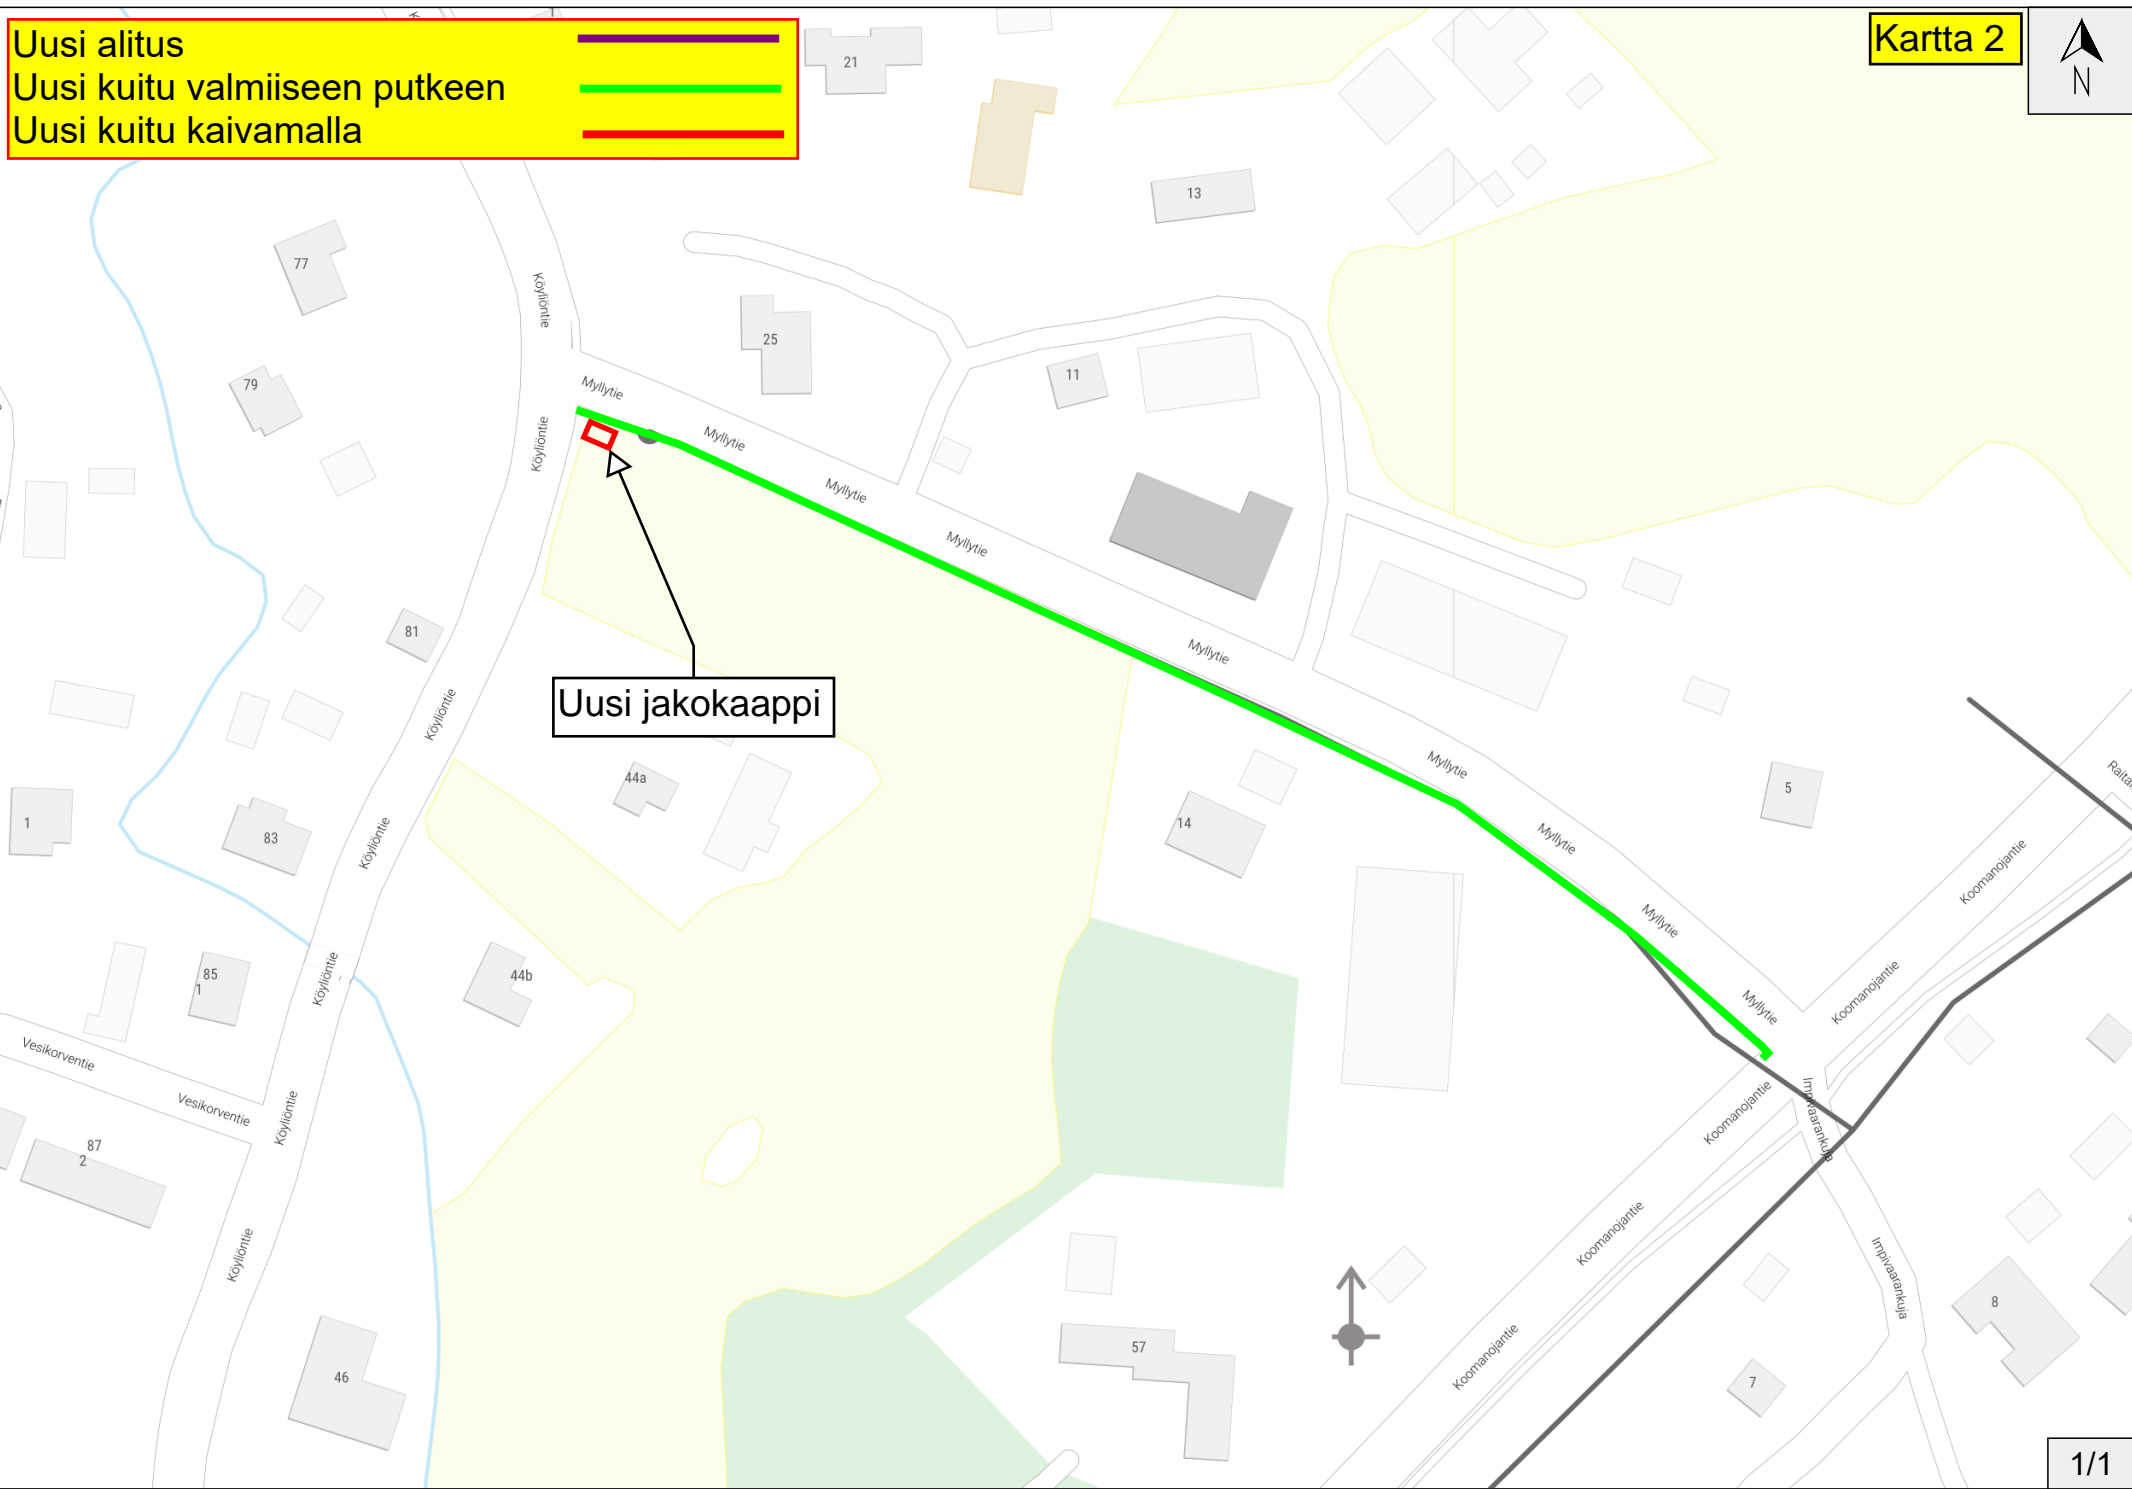 Uusi alitus
Uusi kuitu valmiiseen putkeen
Uusi kuitu kaivamalla
Kartta 2
N
21
13
77
Köyliöntie
25
79
11
Myllytie
Köyliöntie
Myllytie
Myllytie
Myllytie
81
Myllytie
Uusi jakokaappi
Köyliöntie
Myllytie
44a
5
1
83
14
Köyliöntie
Myllytie
Koomanojantie
Myllytie
85
1
44b
Köyliöntie
Myllytie
Koomanojantie
Vesikorventie
Vesikorventie
Köyliöntie
Koomanojantie
Impivaarankuja
87
2
Köyliöntie
Koomanojantie
Impivaarankuja
8
57
Koomanojantie
46
7
1/1